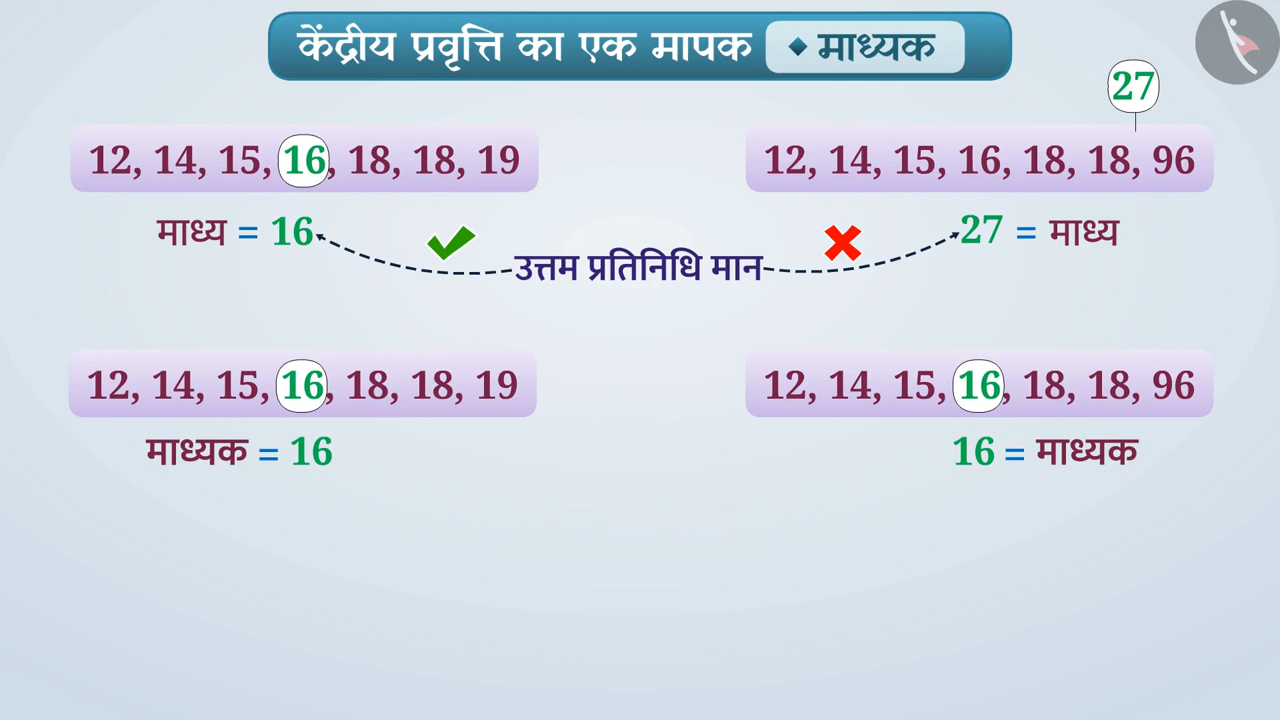 केंद्रीय प्रवृत्ति का एक मापक ◆ माध्यक
27
12, 14, 15, 16, 18, 18, 19
12, 14, 15, 16, 18, 18, 96
माध्य = 16
27 = माध्य
उत्तम प्रतिनिधि मान
12, 14, 15, 16, 18, 18, 19
12, 14, 15, 16, 18, 18, 96
माध्यक = 16
16 = माध्यक